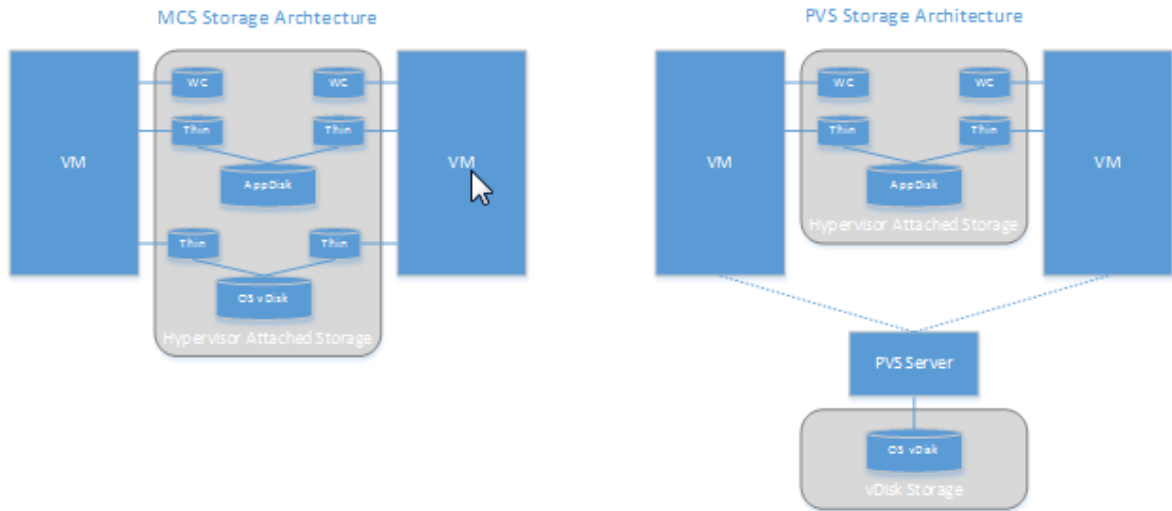 MCS Storage Archtecture
VM
WC
WC
Thin
Thin
AppDisk
Thin
Thin
OS vDisk
Hypervisor Attached Storage
VM
PVS Storage Architecture
VM
WC
WC
Thin
Thin
AppDisk
Hypervisor Attached Storage
VM
PVS Server
OS vDisk
vDisk Storage